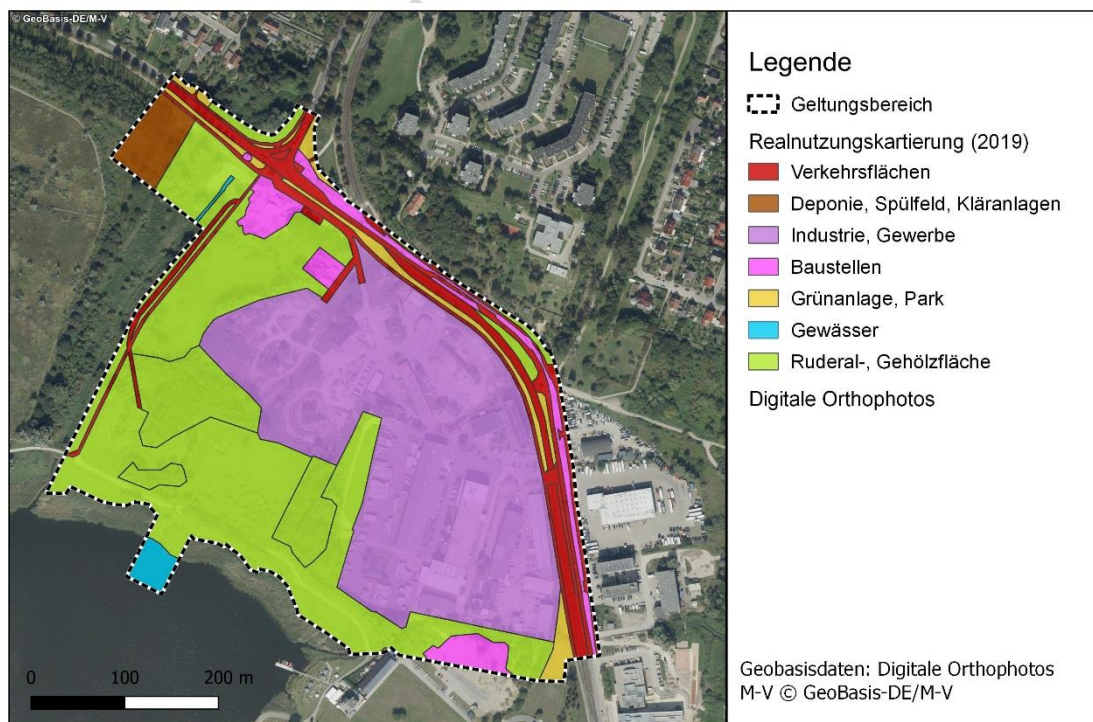 © GeoBasis-DE/M-V
Legende
Geltungsbereich
Realnutzungskartierung (2019)
Verkehrsflächen
Deponie, Spülfeld, Kläranlagen
Industrie, Gewerbe
Baustellen
Grünanlage, Park
Gewässer
Ruderal-, Gehölzfläche
Digitale Orthophotos
0 100 200 m
Geobasisdaten: Digitale Orthophotos
M-V © GeoBasis-DE/M-V